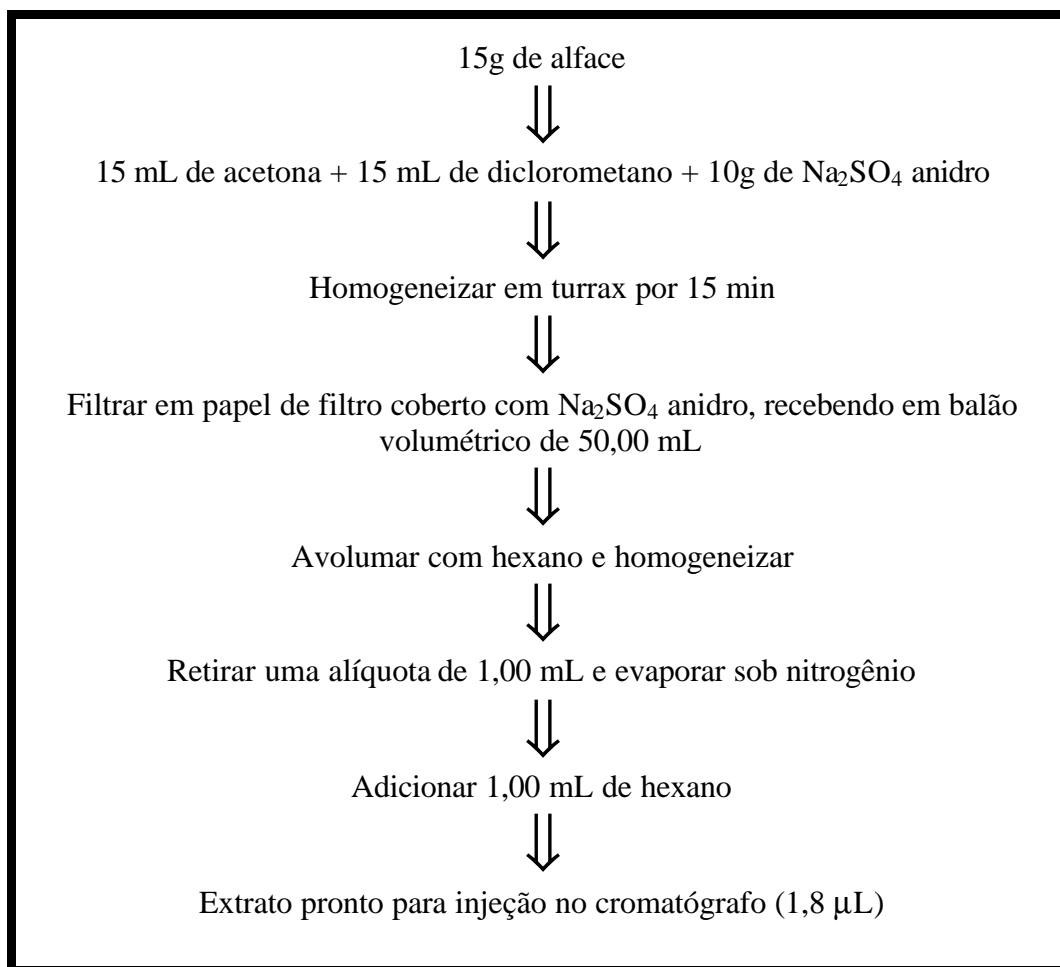 15g de alface
15 mL de acetona + 15 mL de diclorometano + 10g de Na₂SO₄ anidro
Homogeneizar em turrax por 15 min
Filtrar em papel de filtro coberto com Na₂SO₄ anidro, recebendo em balão
volumétrico de 50,00 mL
Avolumar com hexano e homogeneizar
Retirar uma alíquota de 1,00 mL e evaporar sob nitrogênio
Adicionar 1,00 mL de hexano
Extrato pronto para injeção no cromatógrafo (1,8 μL)